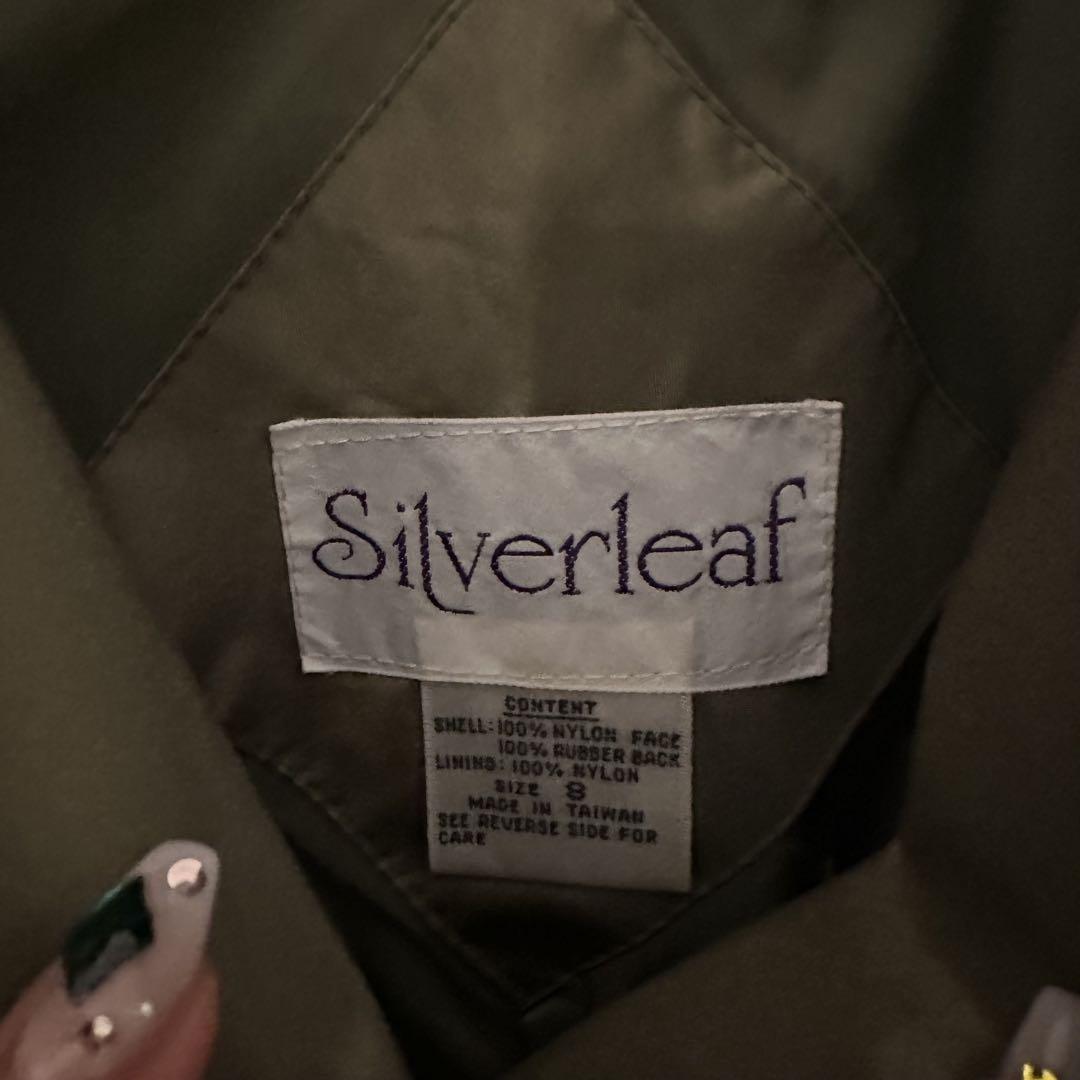 Silverleaf
CONTENT
SHELL: 100% NYLON FACE
100% RUBBER BACK
LINING: 100% NYLON
SIZE 8
MADE IN TAIWAN
SEE REVERSE SIDE FOR
CARE